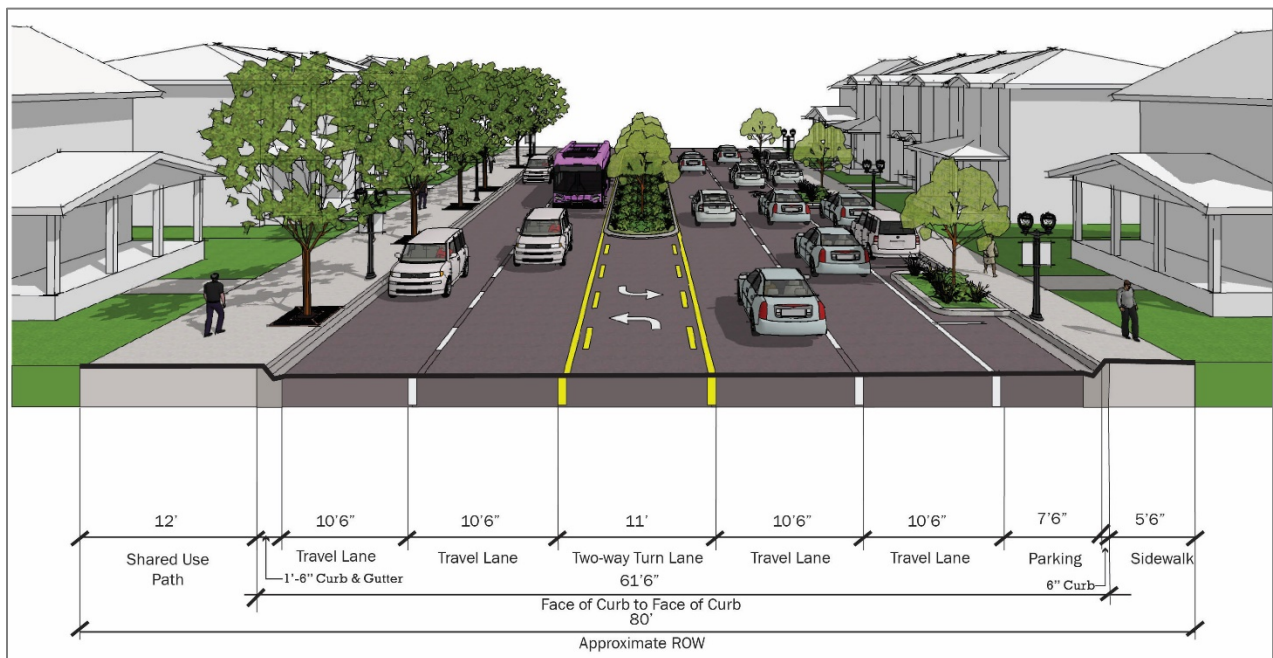 12’
10’6”
10’6”
11’
10’6”
10’6”
7’6”
5’6”
Shared Use
Path
Travel Lane
Travel Lane
Two-way Turn Lane
Travel Lane
Travel Lane
Parking
Sidewalk
1’-6” Curb & Gutter
6” Curb
61’6”
Face of Curb to Face of Curb
80’
Approximate ROW